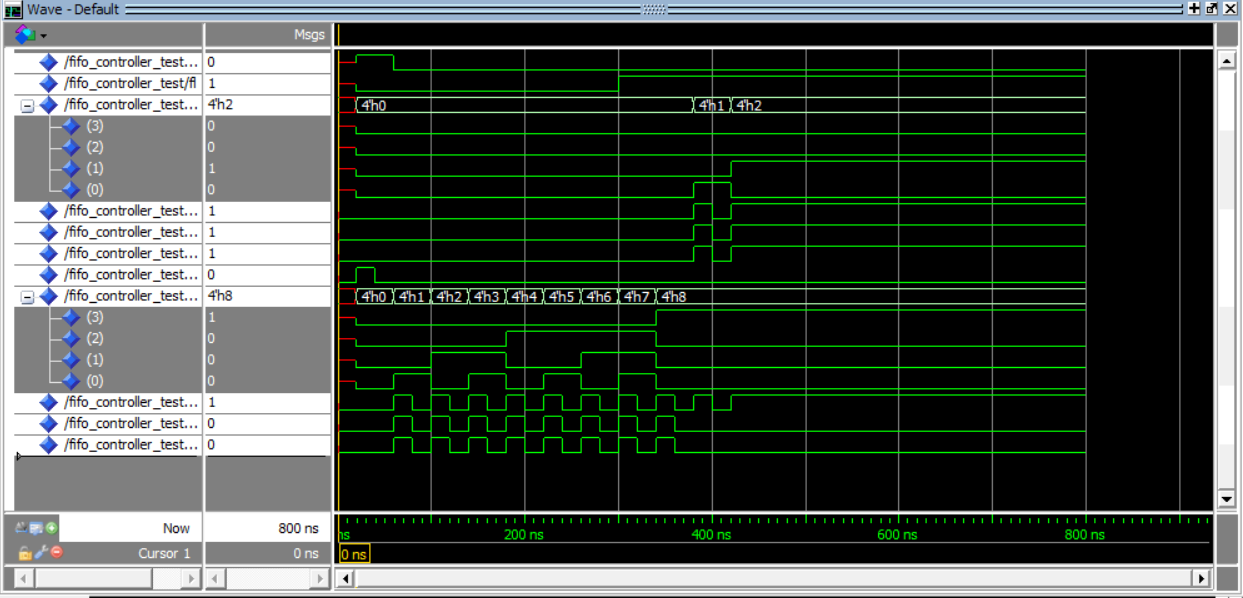 Wave - Default
Msgs
/fifo_controller_test... 0
/fifo_controller_test/fl 1
/fifo_controller_test... 4'h2 4'h0 4'h1 4'h2
(3) 0
(2) 0
(1) 1
(0) 0
/fifo_controller_test... 1
/fifo_controller_test... 1
/fifo_controller_test... 1
/fifo_controller_test... 0
/fifo_controller_test... 4'h8 4'h0 4'h1 4'h2 4'h3 4'h4 4'h5 4'h6 4'h7 4'h8
(3) 1
(2) 0
(1) 0
(0) 0
/fifo_controller_test... 1
/fifo_controller_test... 0
/fifo_controller_test... 0
Now 800 ns ns 200 ns 400 ns 600 ns 800 ns
Cursor 1 0 ns 0 ns